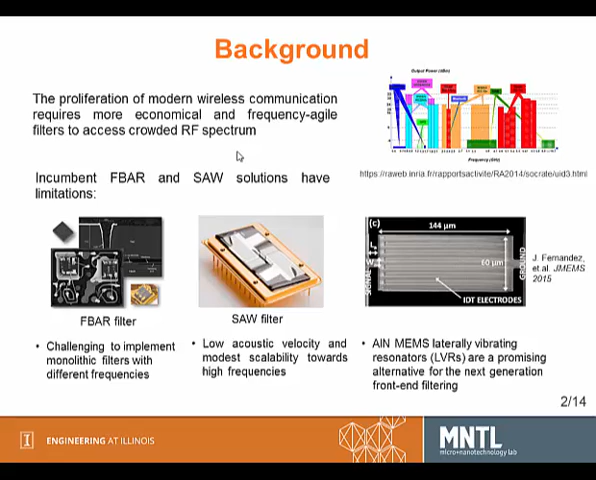 Background
The proliferation of modern wireless communication
requires more economical and frequency-agile
filters to access crowded RF spectrum
Output Power (dBm)
Frequency (GHz)
https://raweb.inria.fr/rapportsactivite/RA2014/socrate/uid3.html
Incumbent FBAR and SAW solutions have
limitations:
(c)
144 µm
60 µm
SIGNAL
GROUND
IDT ELECTRODES
J. Fernandez,
et.al. JMEMS
2015
FBAR filter
SAW filter
• Challenging to implement
monolithic filters with
different frequencies
• Low acoustic velocity and
modest scalability towards
high frequencies
• AlN MEMS laterally vibrating
resonators (LVRs) are a promising
alternative for the next generation
front-end filtering
2/14
I
ENGINEERING AT ILLINOIS
MNTL
micro+nanotechnology lab